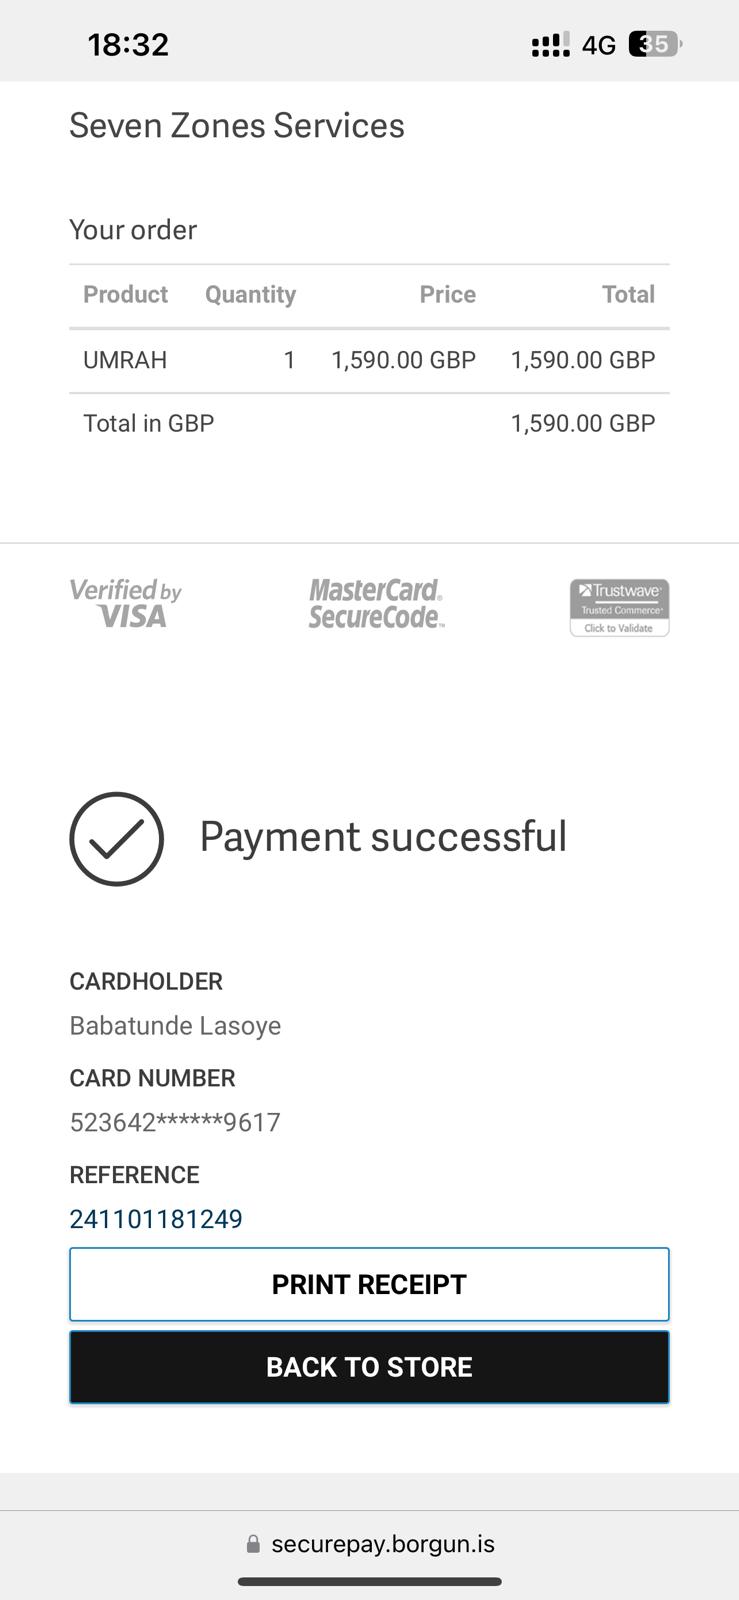 18:32 4G 35
Seven Zones Services
Your order
Product Quantity Price Total
UMRAH 1 1,590.00 GBP 1,590.00 GBP
Total in GBP 1,590.00 GBP
Verified by
VISA
MasterCard®
SecureCode™
Trustwave®
Trusted Commerce®
Click to Validate
Payment successful
CARDHOLDER
Babatunde Lasoye
CARD NUMBER
523642******9617
REFERENCE
241101181249
PRINT RECEIPT
BACK TO STORE
securepay.borgun.is